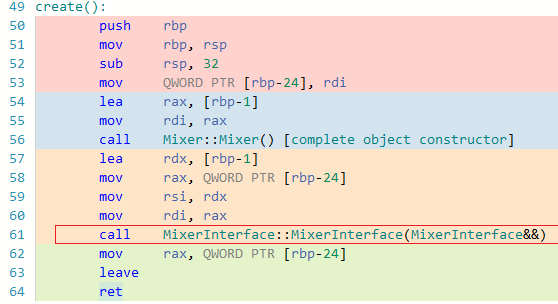 49 create():
50 push rbp
51 mov rbp, rsp
52 sub rsp, 32
53 mov QWORD PTR [rbp-24], rdi
54 lea rax, [rbp-1]
55 mov rdi, rax
56 call Mixer::Mixer() [complete object constructor]
57 lea rdx, [rbp-1]
58 mov rax, QWORD PTR [rbp-24]
59 mov rsi, rdx
60 mov rdi, rax
61 call MixerInterface::MixerInterface(MixerInterface&&)
62 mov rax, QWORD PTR [rbp-24]
63 leave
64 ret